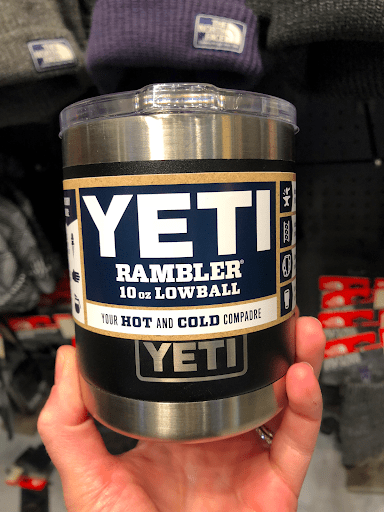 YETI
RAMBLER®
10 oz LOWBALL
YOUR HOT AND COLD COMPADRE
YETI